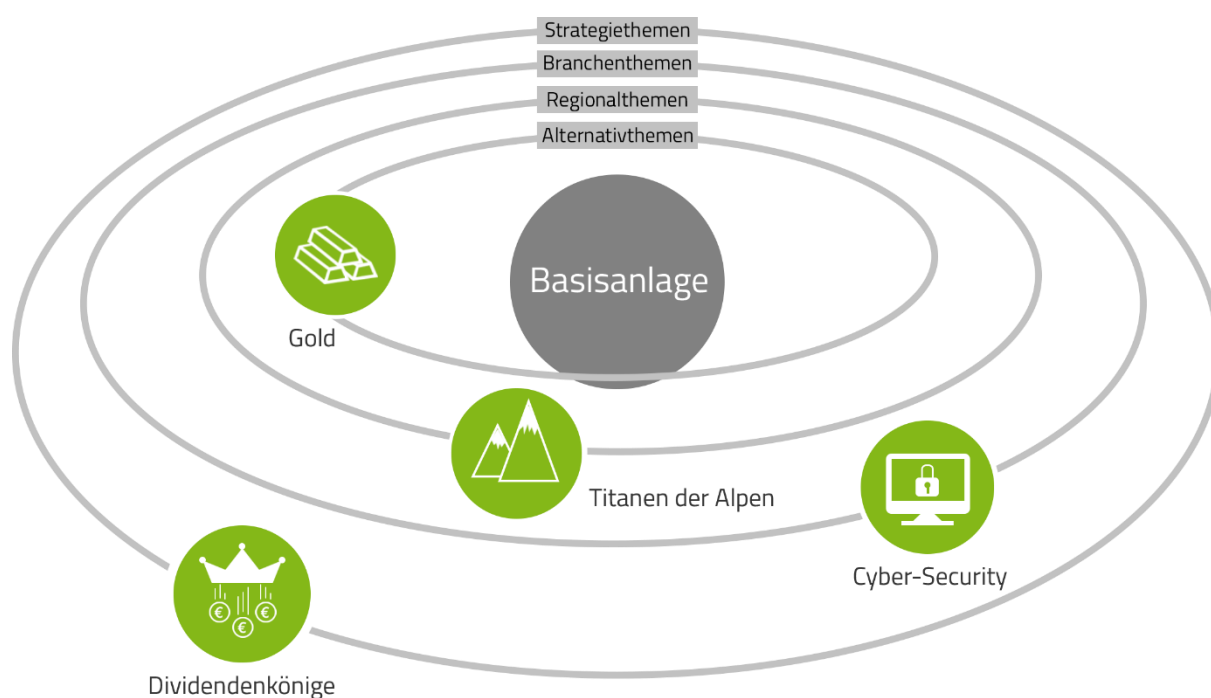 Strategiethemen
Branchenthemen
Regionalthemen
Alternativthemen
Basisanlage
Gold
Titanen der Alpen
Cyber-Security
€ € €
Dividendenkönige